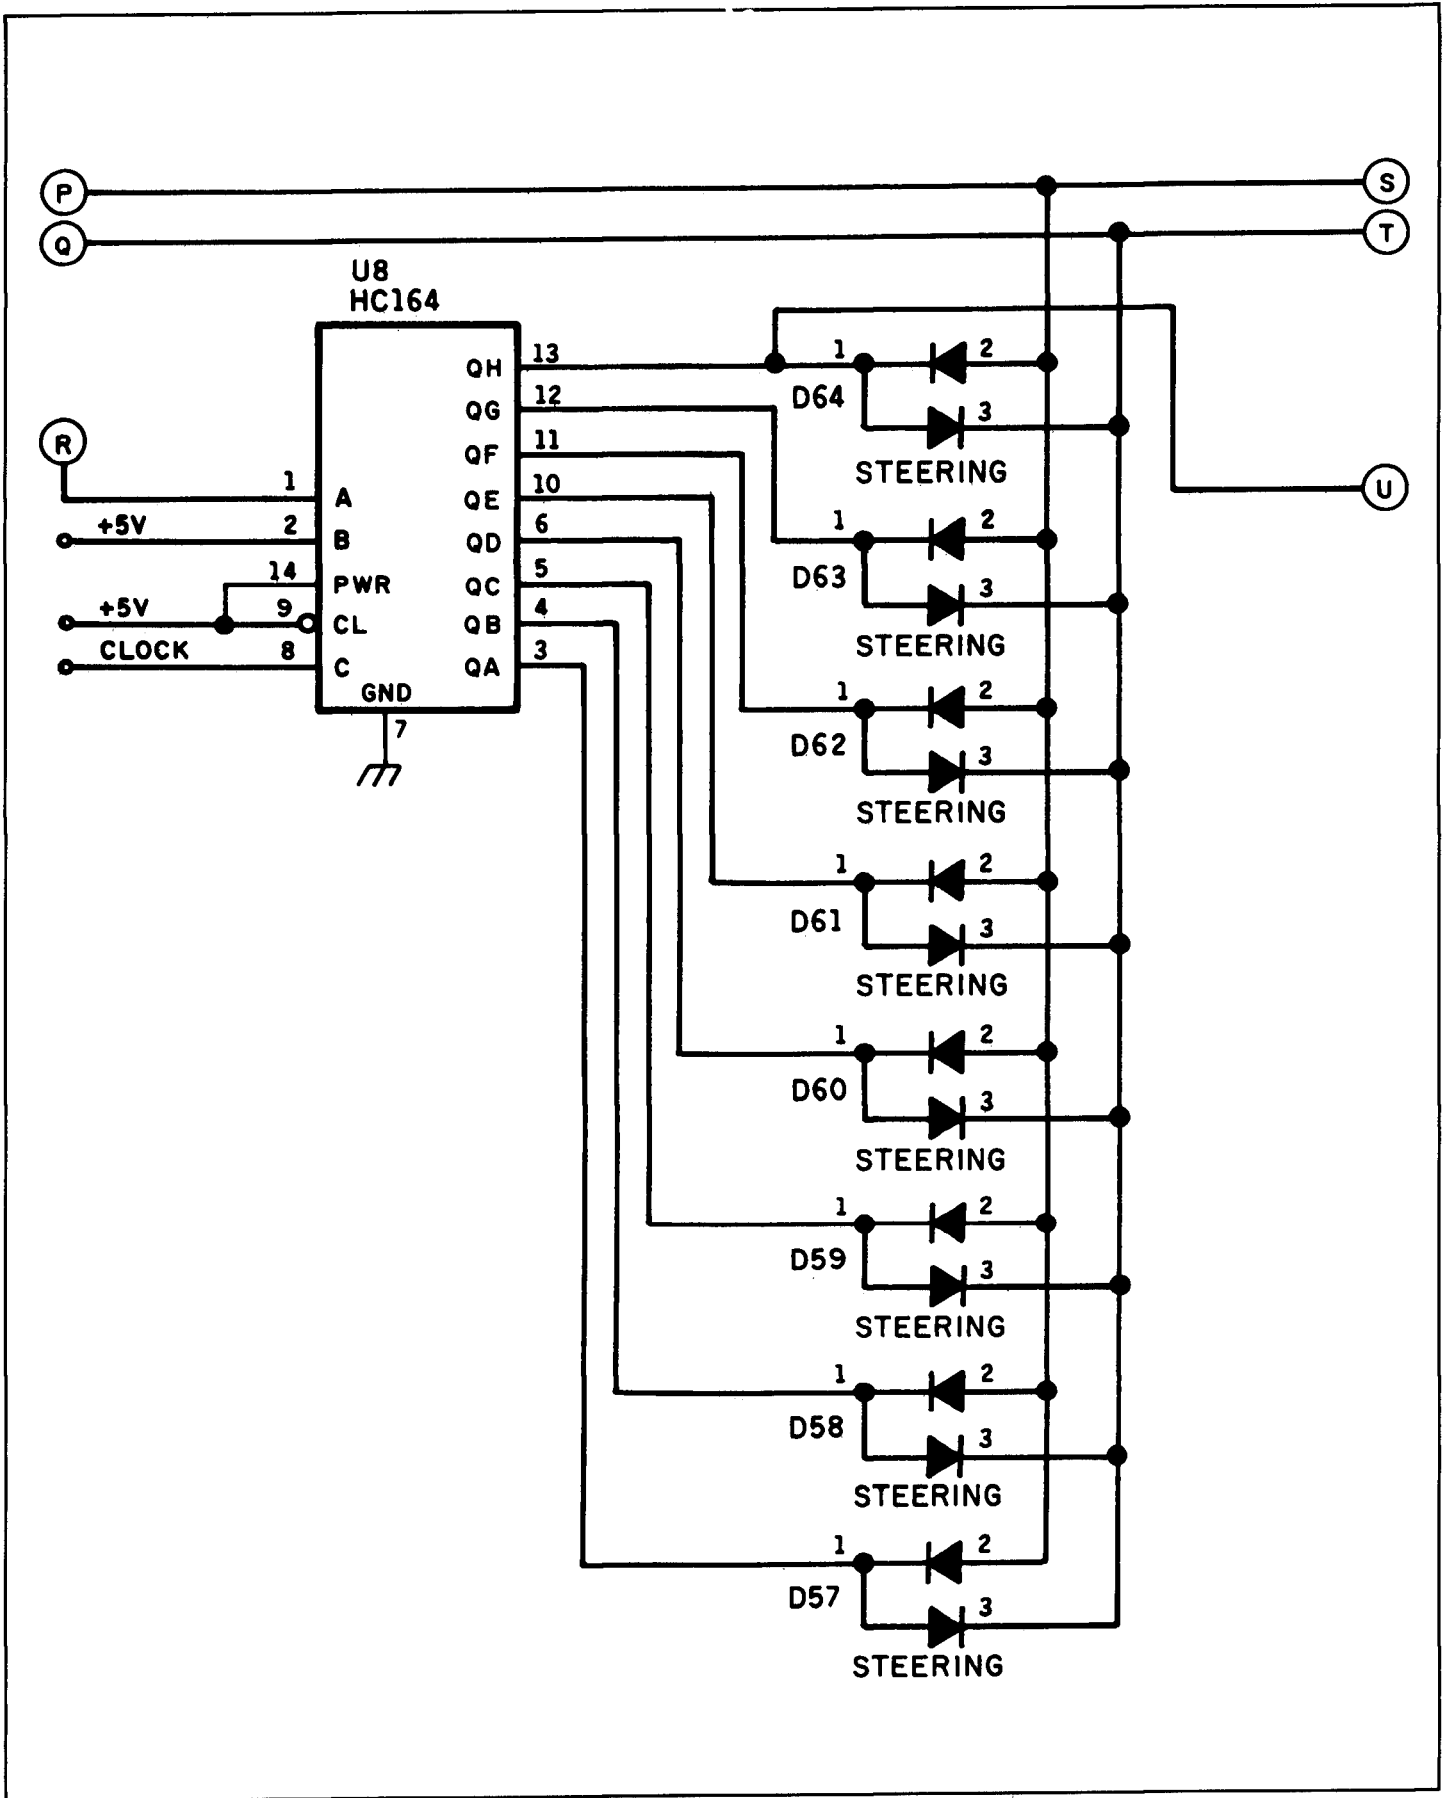 P
S
Q
T
U8
HC164
QH 13
1 2
D64
3
STEERING
QG 12
QF 11
R
U
1 A
QE 10
+5V 2 B
QD 6
1 2
D63
3
STEERING
14 PWR
QC 5
+5V 9 CL
QB 4
CLOCK 8 C
QA 3
GND
7
1 2
D62
3
STEERING
1 2
D61
3
STEERING
1 2
D60
3
STEERING
1 2
D59
3
STEERING
1 2
D58
3
STEERING
1 2
D57
3
STEERING